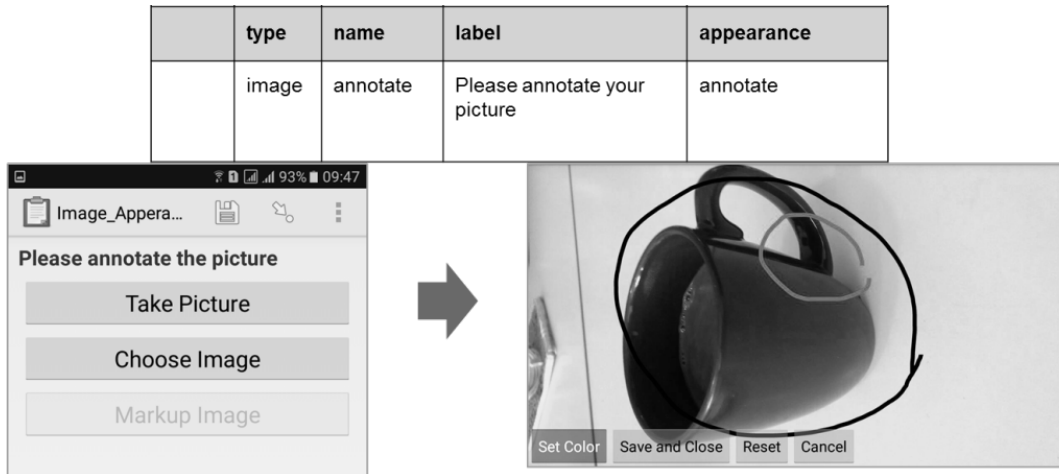 type name label appearance
image annotate Please annotate your annotate
picture
93% 09:47
Image_Appera...
Please annotate the picture
Take Picture
Choose Image
Markup Image
Set Color Save and Close Reset Cancel